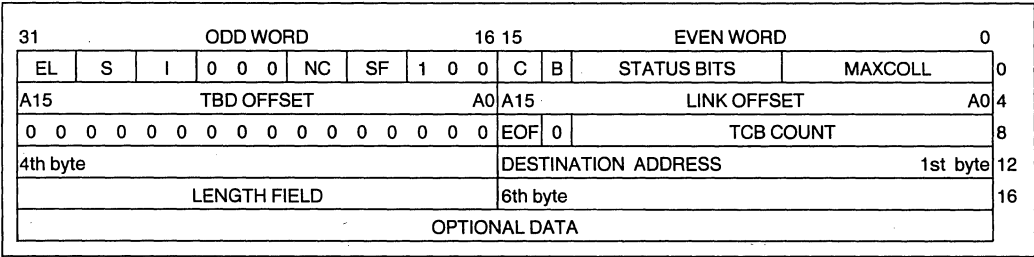 31 ODD WORD 16 15 EVEN WORD 0
EL S I 0 0 0 NC SF 1 0 0 C B STATUS BITS MAXCOLL 0
A15 TBD OFFSET A0 A15 LINK OFFSET A0 4
0 0 0 0 0 0 0 0 0 0 0 0 0 0 0 0 EOF 0 TCB COUNT 8
4th byte DESTINATION ADDRESS 1st byte 12
LENGTH FIELD 6th byte 16
OPTIONAL DATA